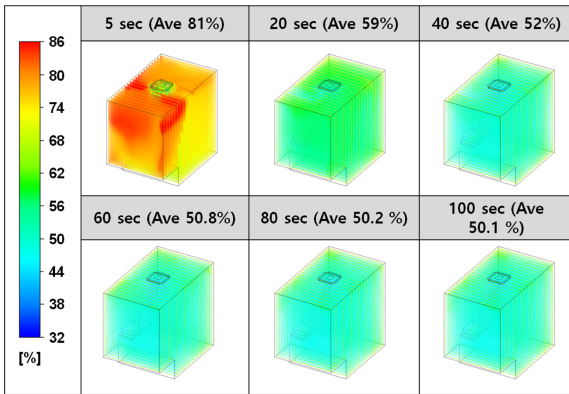 5 sec (Ave 81%)
20 sec (Ave 59%)
40 sec (Ave 52%)
86
80
74
68
62
56
50
44
38
32
[%]
60 sec (Ave 50.8%)
80 sec (Ave 50.2 %)
100 sec (Ave
50.1 %)